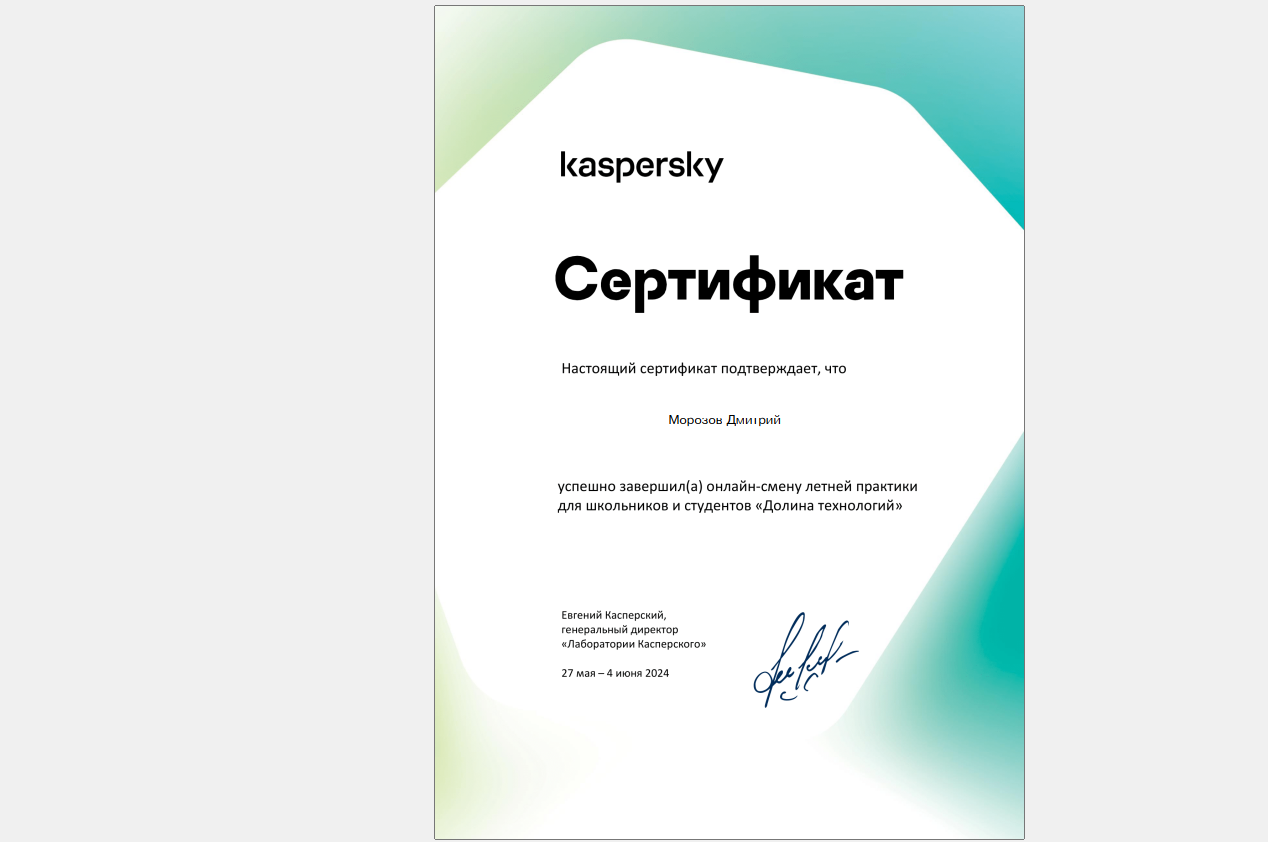 kaspersky
Сертификат
Настоящий сертификат подтверждает, что
Морозов Дмитрий
успешно завершил(а) онлайн-смену летней практики
для школьников и студентов «Долина технологий»
Евгений Касперский,
генеральный директор
«Лаборатории Касперского»
27 мая – 4 июня 2024